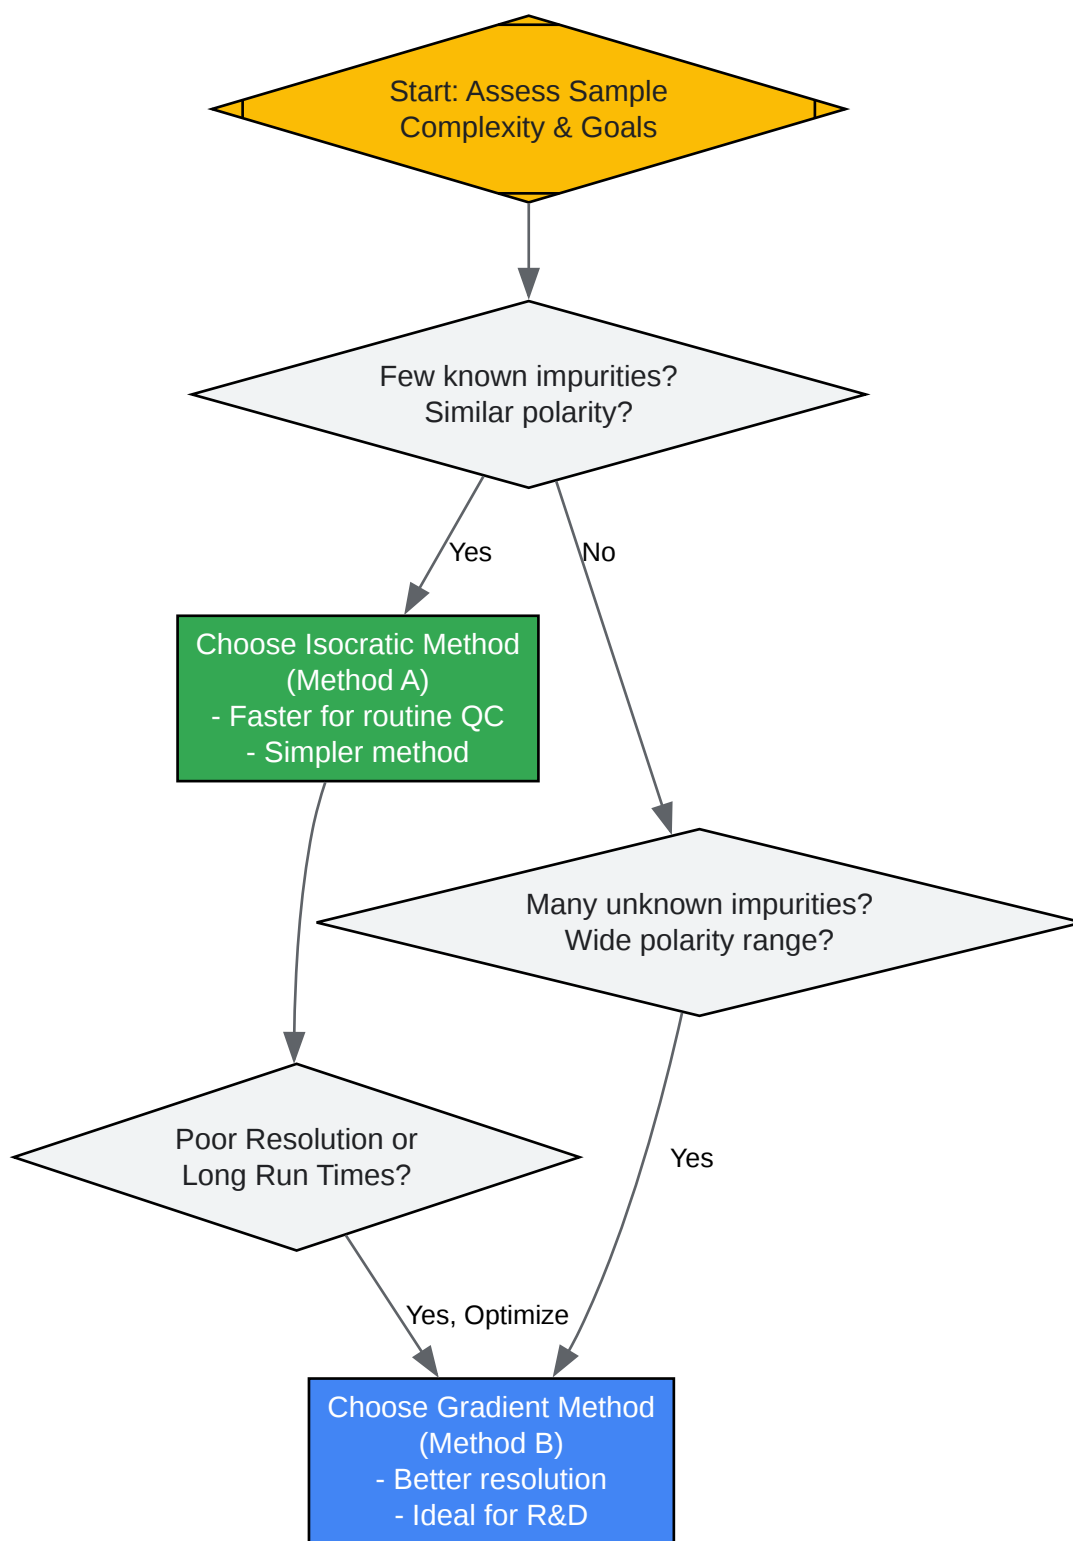 Start: Assess Sample
Complexity & Goals
Few known impurities?
Similar polarity?
Yes
No
Choose Isocratic Method
(Method A)
- Faster for routine QC
- Simpler method
Many unknown impurities?
Wide polarity range?
Poor Resolution or
Long Run Times?
Yes
Yes, Optimize
Choose Gradient Method
(Method B)
- Better resolution
- Ideal for R&D